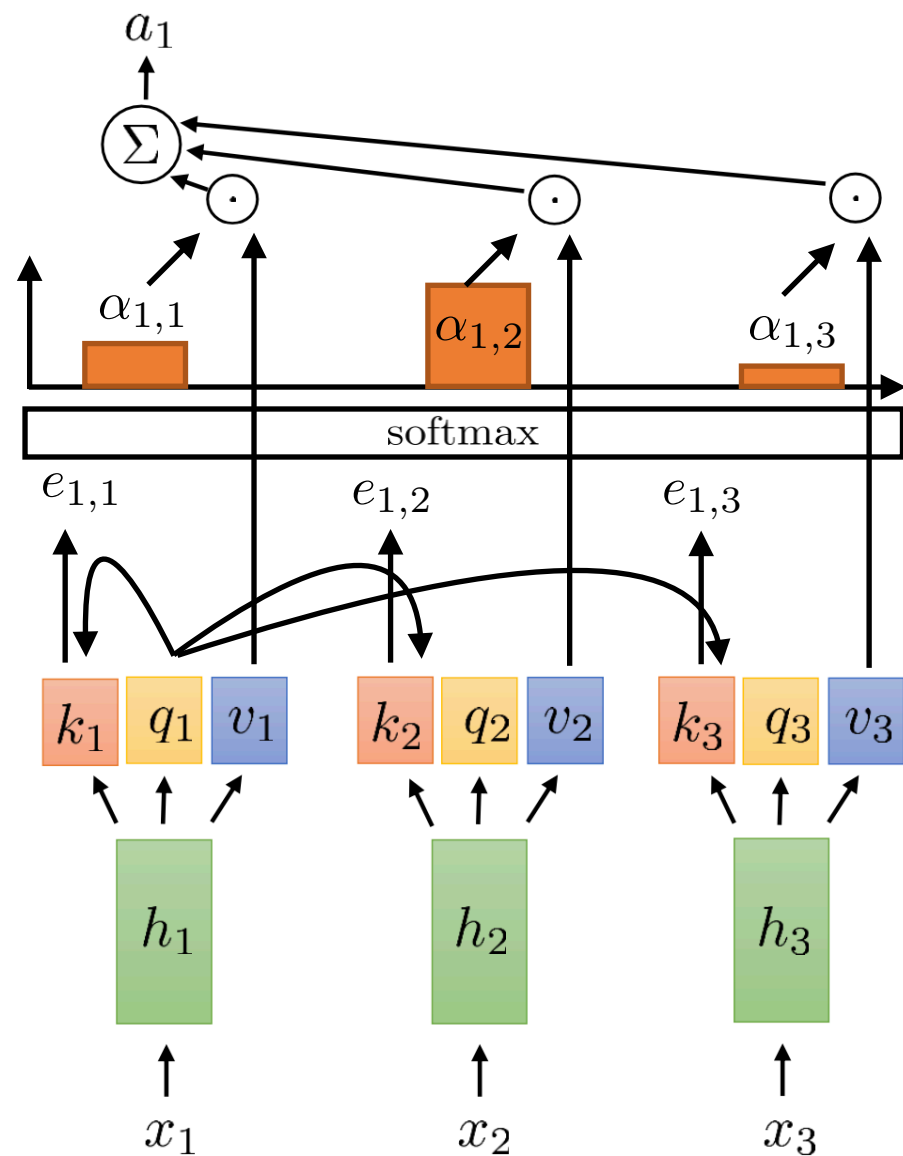 a₁
Σ
· · ·
α₁,₁ α₁,₂ α₁,₃
softmax
e₁,₁ e₁,₂ e₁,₃
k₁ q₁ v₁ k₂ q₂ v₂ k₃ q₃ v₃
h₁ h₂ h₃
x₁ x₂ x₃